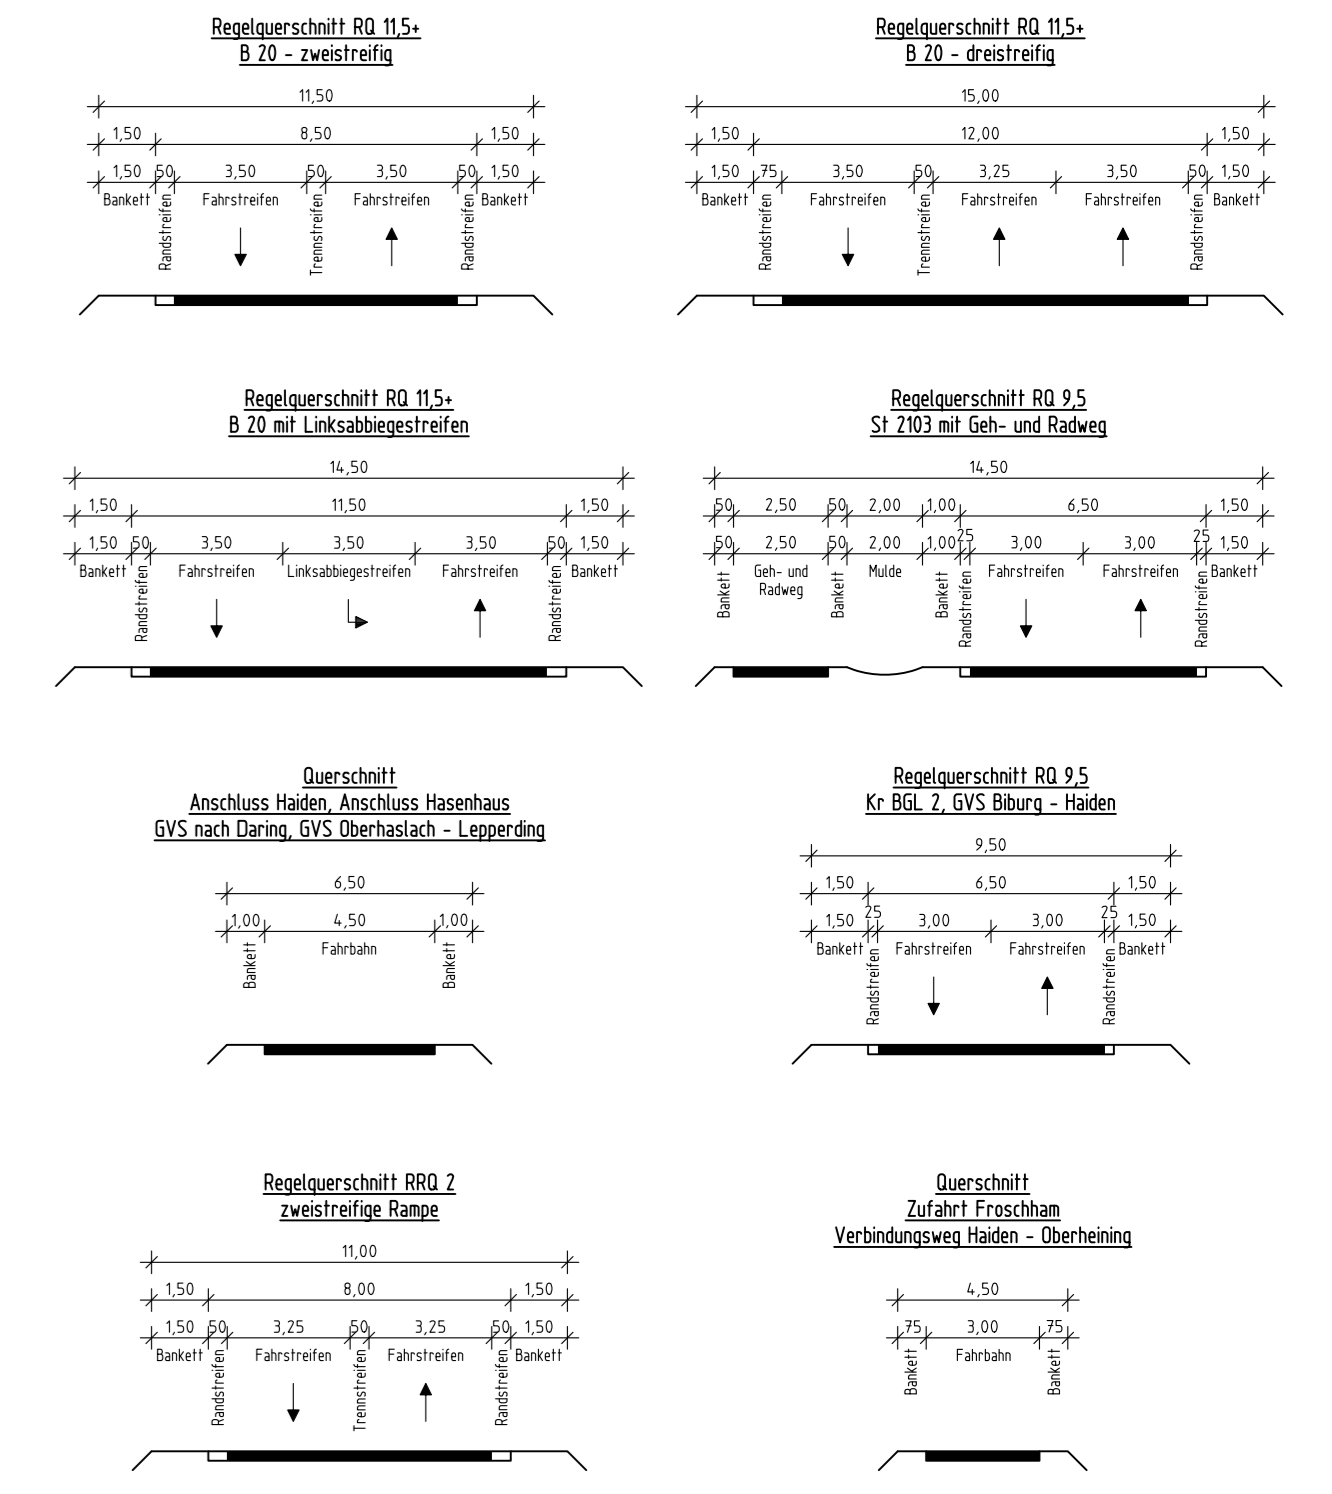 Regelquerschnitt RQ 11,5+
B 20 - zweistreifig
11,50
1,50 8,50 1,50
1,50 50 3,50 50 3,50 50 1,50
Bankett Randstreifen Fahrstreifen Trennstreifen Fahrstreifen Randstreifen Bankett
Regelquerschnitt RQ 11,5+
B 20 - dreistreifig
15,00
1,50 12,00 1,50
1,50 75 3,50 50 3,25 3,50 50 1,50
Bankett Randstreifen Fahrstreifen Trennstreifen Fahrstreifen Fahrstreifen Randstreifen Bankett
Regelquerschnitt RQ 11,5+
B 20 mit Linksabbiegestreifen
14,50
1,50 11,50 1,50
1,50 50 3,50 3,50 3,50 50 1,50
Bankett Randstreifen Fahrstreifen Linksabbiegestreifen Fahrstreifen Randstreifen Bankett
Regelquerschnitt RQ 9,5
St 2103 mit Geh- und Radweg
14,50
50 2,50 50 2,00 1,00 6,50 1,50
50 2,50 50 2,00 1,00 25 3,00 3,00 25 1,50
Bankett Geh- und Bankett Mulde Bankett Randstreifen Fahrstreifen Fahrstreifen Randstreifen Bankett
Radweg
Querschnitt
Anschluss Haiden, Anschluss Hasenhaus
GVS nach Daring, GVS Oberhaslach - Lepperding
6,50
1,00 4,50 1,00
Bankett Fahrbahn Bankett
Regelquerschnitt RQ 9,5
Kr BGL 2, GVS Biburg - Haiden
9,50
1,50 6,50 1,50
1,50 25 3,00 3,00 25 1,50
Bankett Randstreifen Fahrstreifen Fahrstreifen Randstreifen Bankett
Regelquerschnitt RRQ 2
zweistreifige Rampe
11,00
1,50 8,00 1,50
1,50 50 3,25 50 3,25 50 1,50
Bankett Randstreifen Fahrstreifen Trennstreifen Fahrstreifen Randstreifen Bankett
Querschnitt
Zufahrt Froschham
Verbindungsweg Haiden - Oberheining
4,50
75 3,00 75
Bankett Fahrbahn Bankett